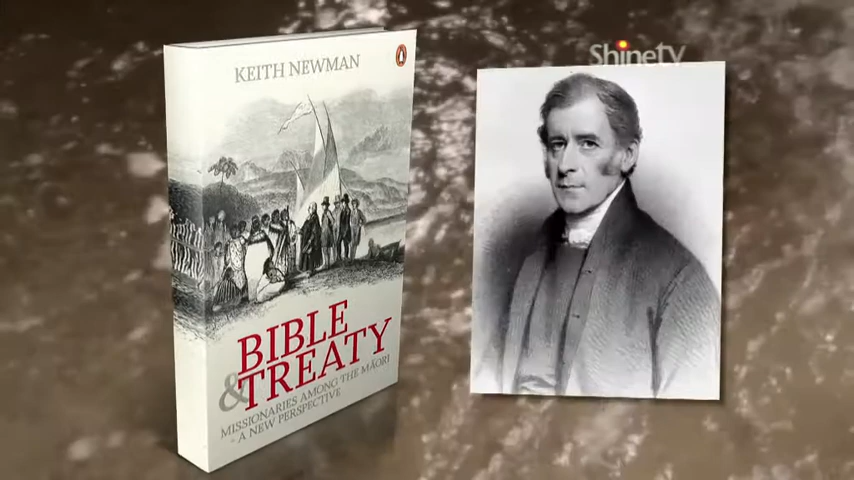 Shinetv
KEITH NEWMAN
BIBLE
& TREATY
MISSIONARIES AMONG THE MĀORI
- A NEW PERSPECTIVE